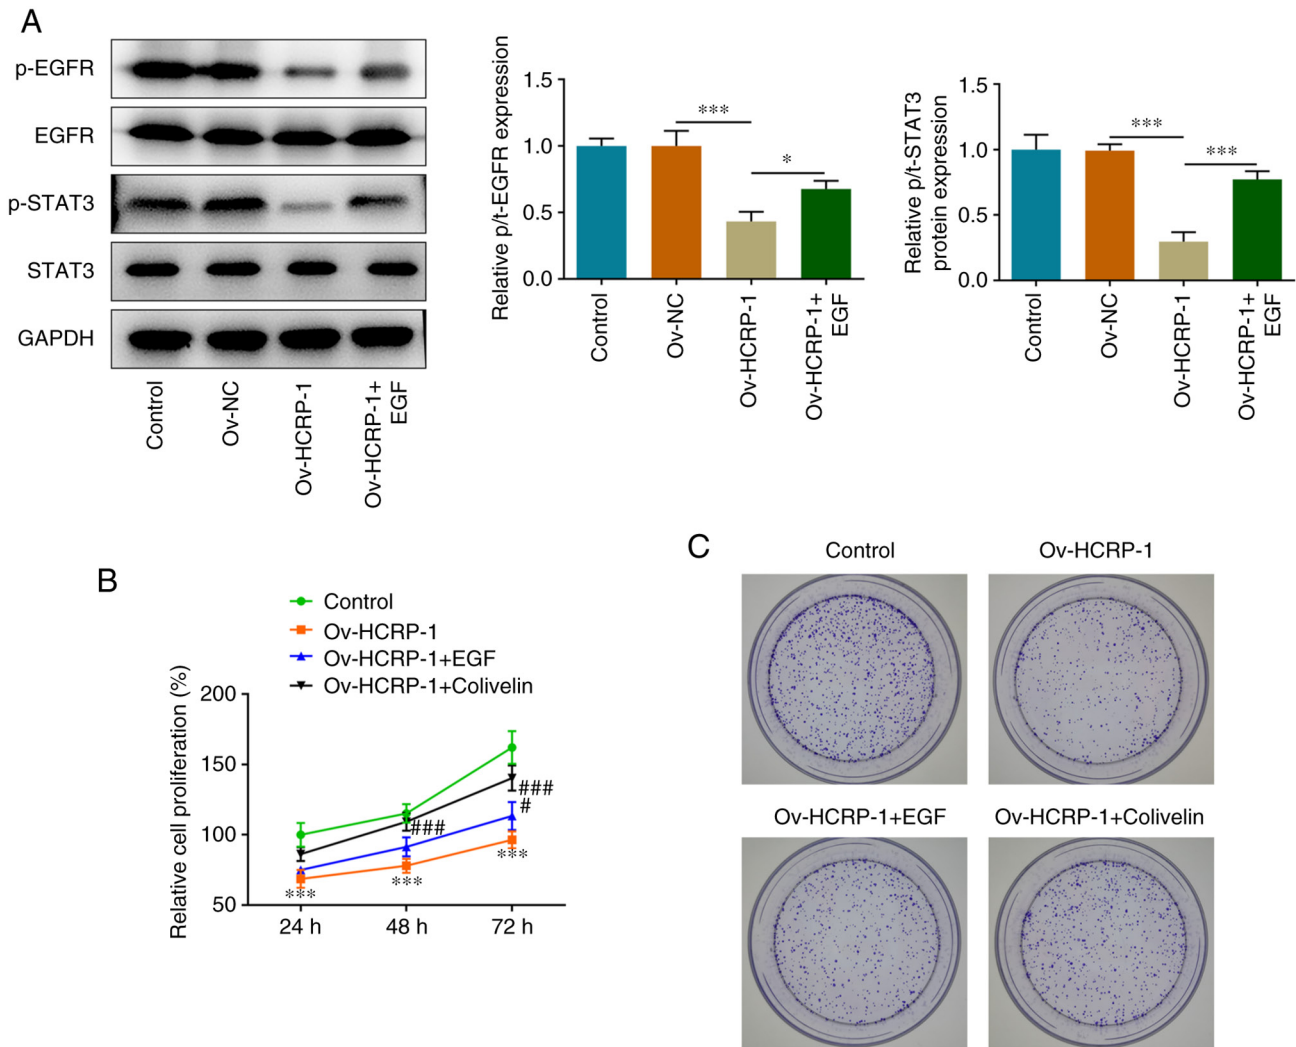 A
p-EGFR
EGFR
p-STAT3
STAT3
GAPDH
Control
Ov-NC
Ov-HCRP-1
Ov-HCRP-1+
EGF
Relative p/t-EGFR expression
1.5
1.0
0.5
0.0
***
*
Control
Ov-NC
Ov-HCRP-1
Ov-HCRP-1+
EGF
Relative p/t-STAT3
protein expression
1.5
1.0
0.5
0.0
***
***
Control
Ov-NC
Ov-HCRP-1
Ov-HCRP-1+
EGF
B
Control
Ov-HCRP-1
Ov-HCRP-1+EGF
Ov-HCRP-1+Colivelin
Relative cell proliferation (%)
200
150
100
50
***
###
***
###
#
***
24 h
48 h
72 h
C
Control
Ov-HCRP-1
Ov-HCRP-1+EGF
Ov-HCRP-1+Colivelin